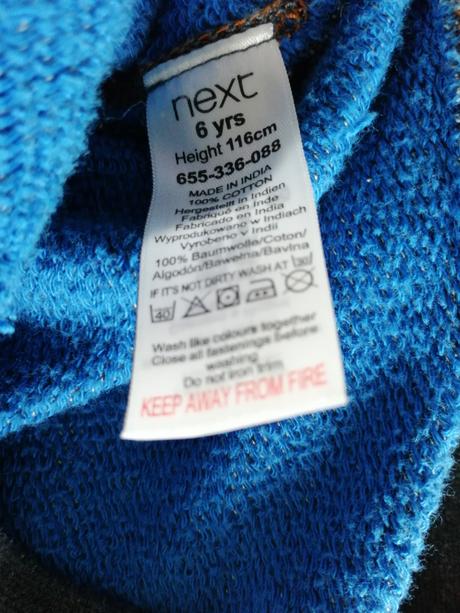 next
6 yrs
Height 116cm
655-336-088
MADE IN INDIA
100% COTTON
Hergestellt in Indien
Fabriqué en Inde
Fabricado en India
Wyprodukowano w Indiach
Vyrobeno v Indii
100% Baumwolle/Coton/
Algodón/Bawełna/Bavlna
IF IT'S NOT DIRTY WASH AT 30
40
Wash like colours together
Close all fastenings before
washing
Do not iron trim
KEEP AWAY FROM FIRE